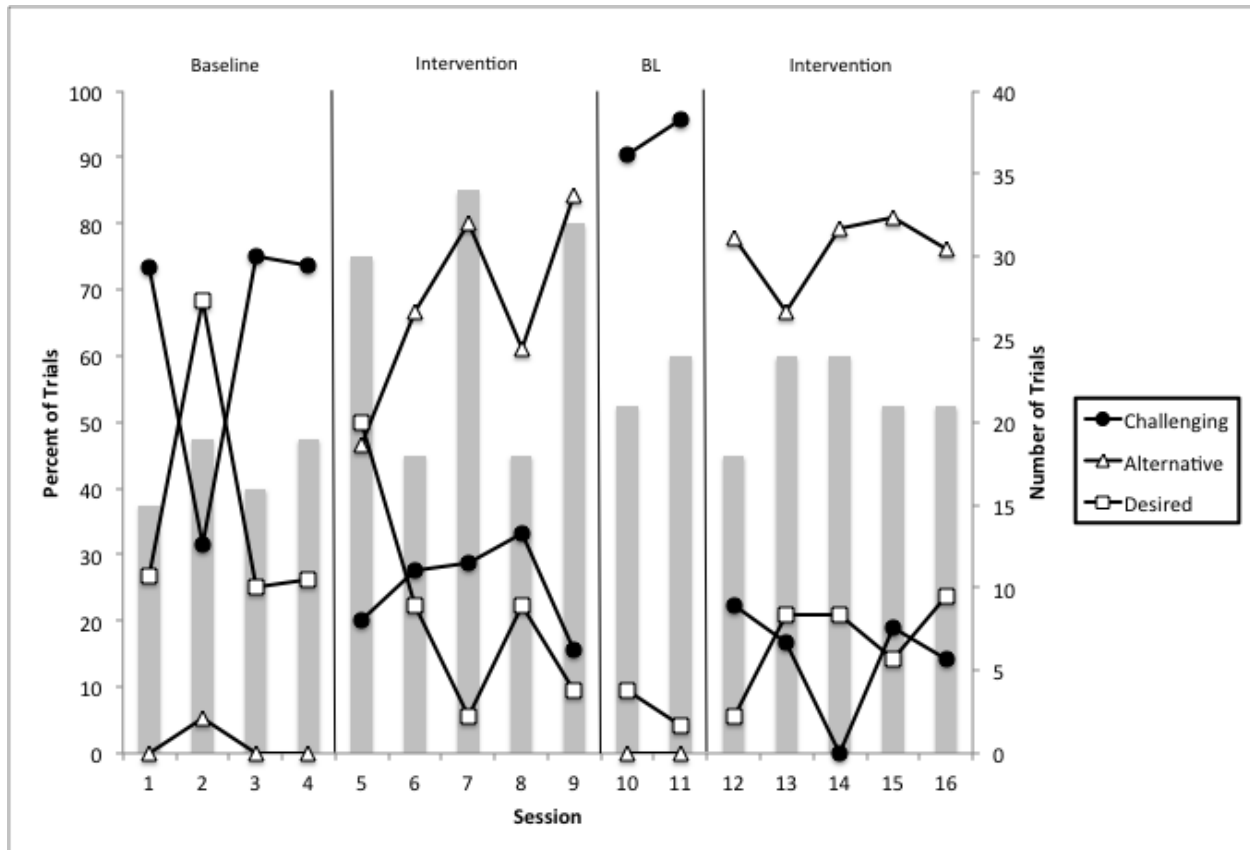 Baseline Intervention BL Intervention
100 40
90
35
80
30
70
60
25
50
20
40
15
30
10
20
5
10
0 0
Percent of Trials
Number of Trials
1 2 3 4 5 6 7 8 9 10 11 12 13 14 15 16
Session
Challenging
Alternative
Desired